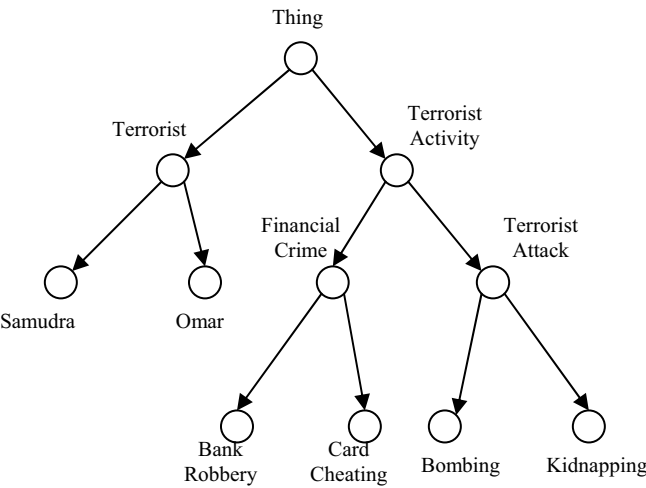 Thing
Terrorist
Terrorist
Activity
Financial
Crime
Terrorist
Attack
Samudra
Omar
Bank
Robbery
Card
Cheating
Bombing
Kidnapping